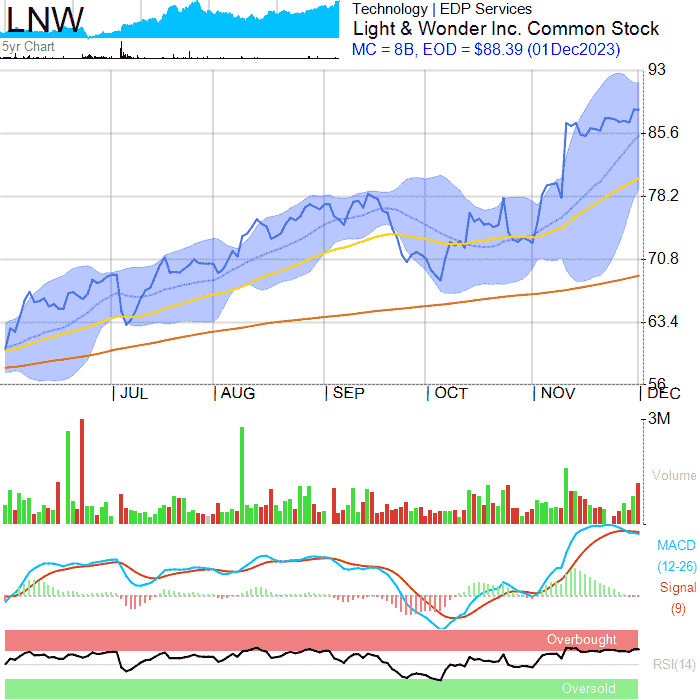 LNW
5yr Chart
Technology | EDP Services
Light & Wonder Inc. Common Stock
MC = 8B, EOD = $88.39 (01Dec2023)
93
85.6
78.2
70.8
63.4
56
JUL
AUG
SEP
OCT
NOV
DEC
3M
Volume
MACD
(12-26)
Signal
(9)
Overbought
RSI(14)
Oversold